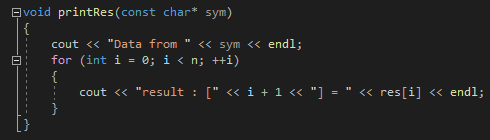 void printRes(const char* sym)
{
cout << "Data from " << sym << endl;
for (int i = 0; i < n; ++i)
{
cout << "result : [" << i + 1 << "] = " << res[i] << endl;
}
}